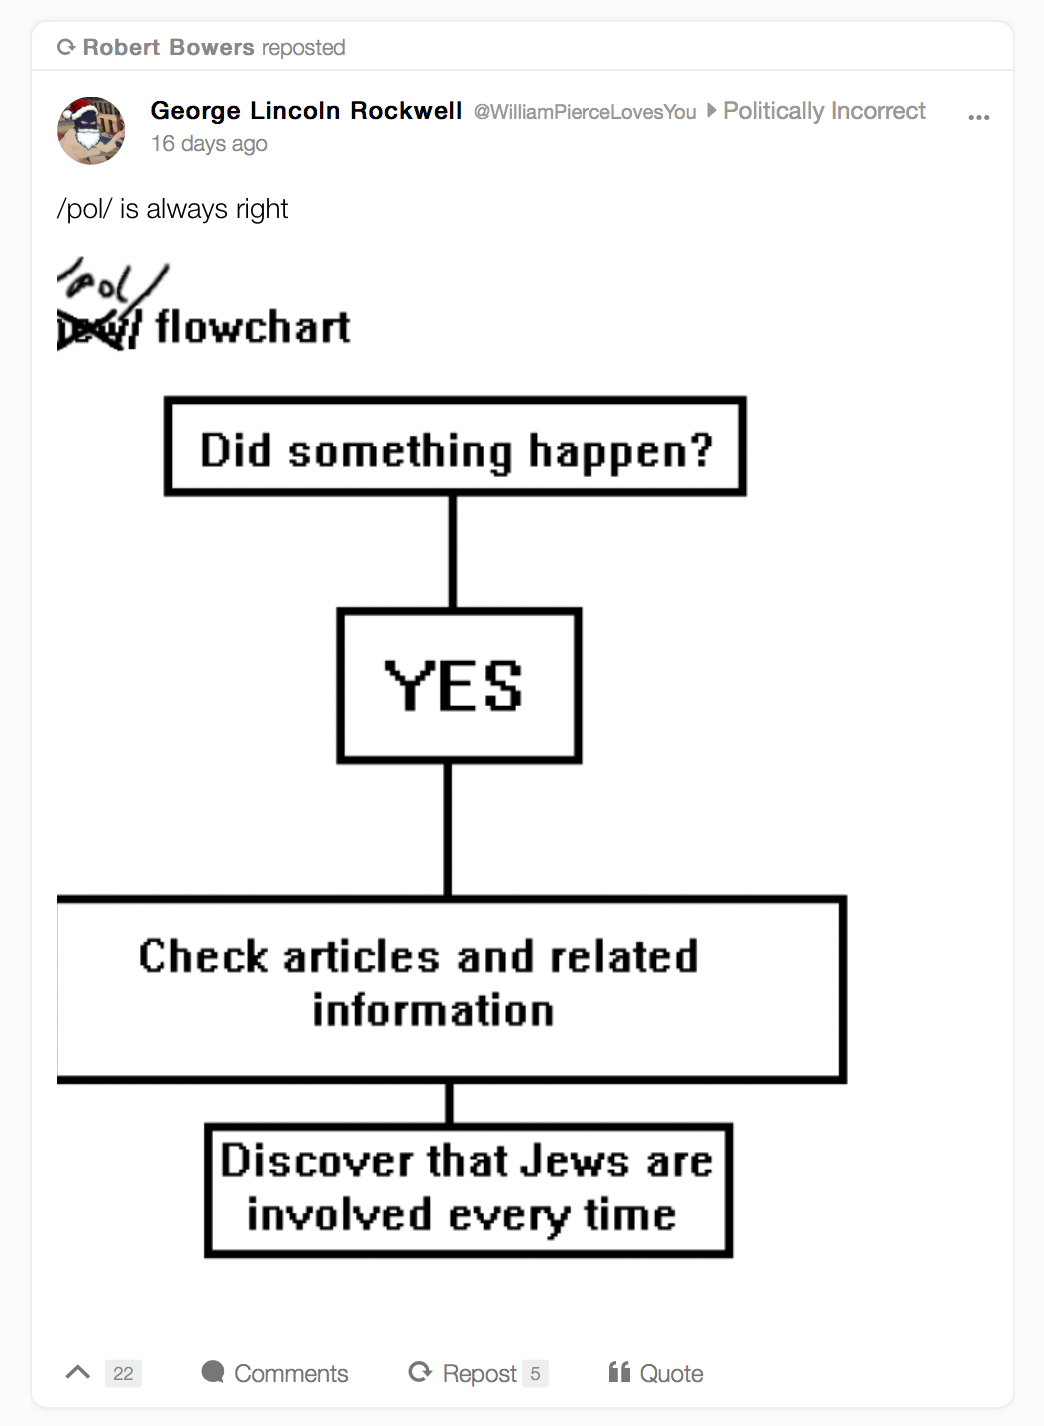 Robert Bowers reposted
George Lincoln Rockwell @WilliamPierceLovesYou Politically Incorrect
16 days ago
/pol/ is always right
/pol/
flowchart
Did something happen?
YES
Check articles and related
information
Discover that Jews are
involved every time
22 Comments Repost 5 Quote